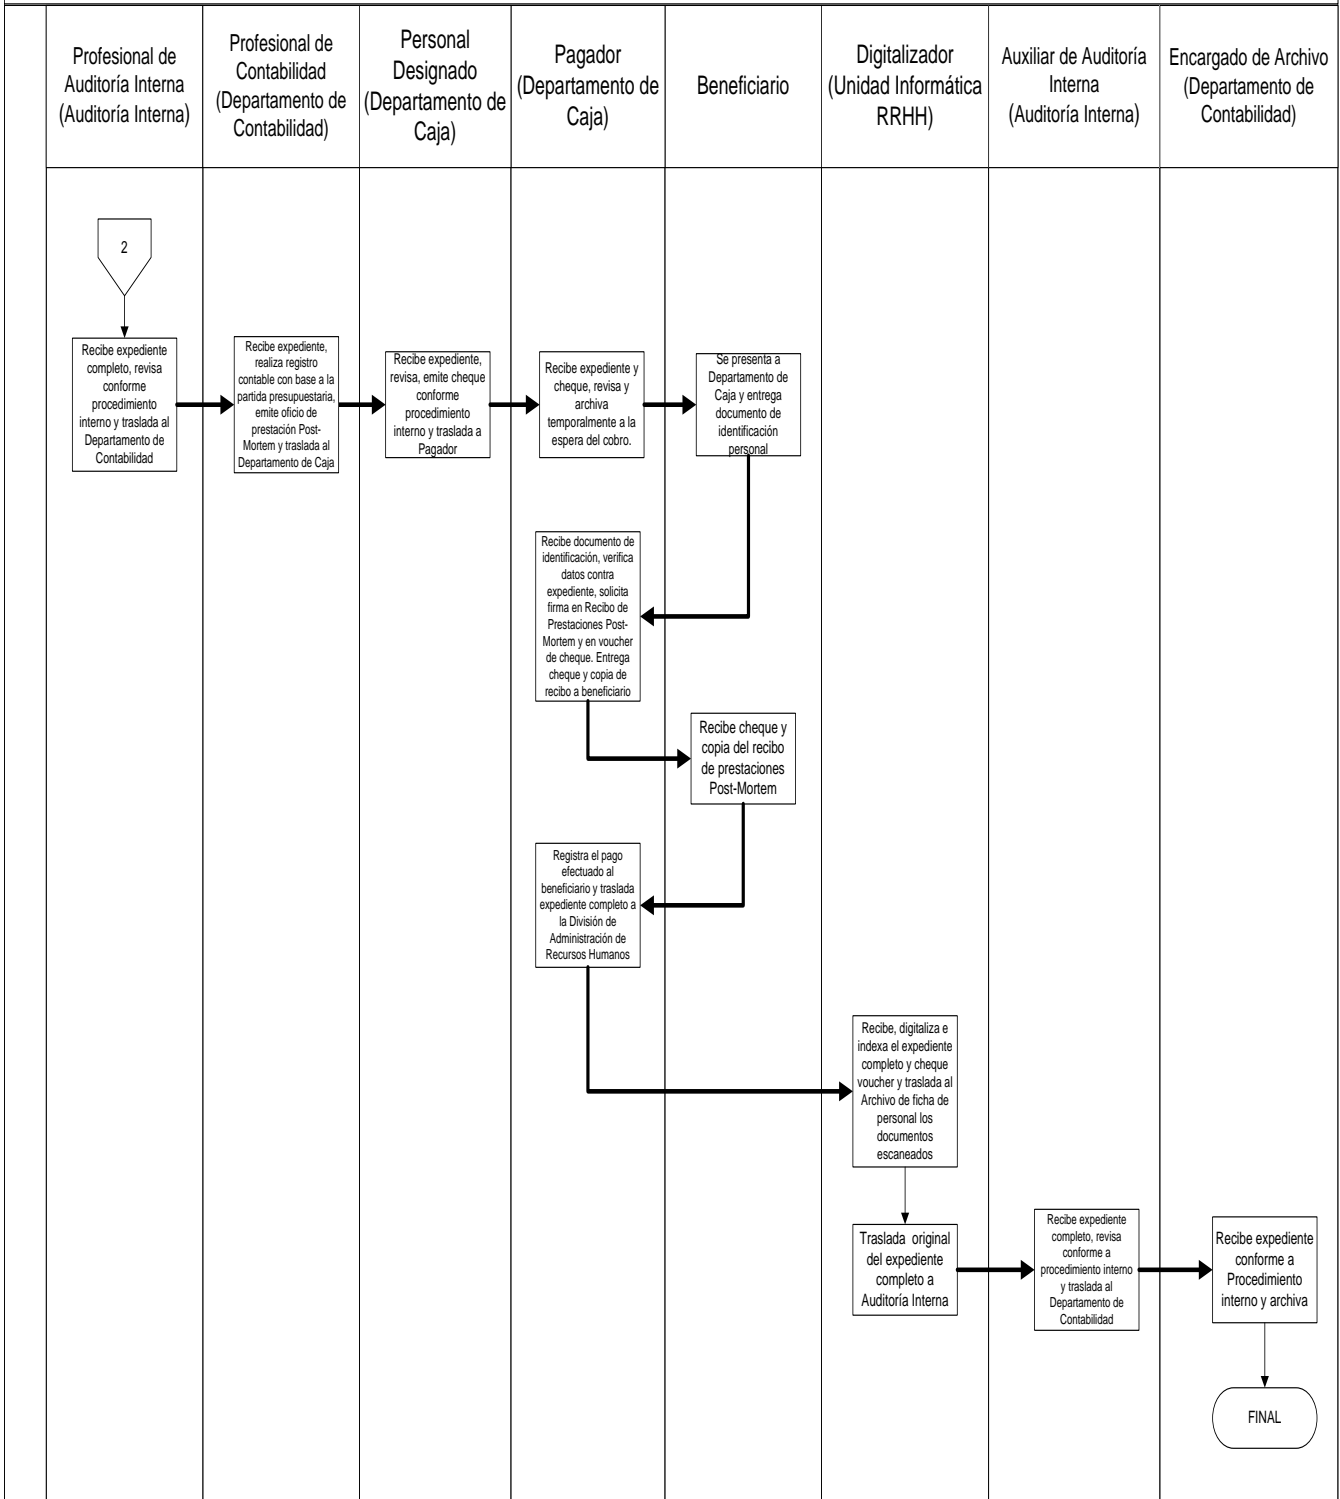 Profesional de
Auditoría Interna
(Auditoría Interna)
Profesional de
Contabilidad
(Departamento de
Contabilidad)
Personal
Designado
(Departamento de
Caja)
Pagador
(Departamento de
Caja)
Beneficiario
Digitalizador
(Unidad Informática
RRHH)
Auxiliar de Auditoría
Interna
(Auditoría Interna)
Encargado de Archivo
(Departamento de
Contabilidad)
2
Recibe expediente
completo, revisa
conforme
procedimiento
interno y traslada al
Departamento de
Contabilidad
Recibe expediente,
realiza registro
contable con base a la
partida presupuestaria,
emite oficio de
prestación Post-
Mortem y traslada al
Departamento de Caja
Recibe expediente,
revisa, emite cheque
conforme
procedimiento
interno y traslada a
Pagador
Recibe expediente y
cheque, revisa y
archiva
temporalmente a la
espera del cobro.
Se presenta a
Departamento de
Caja y entrega
documento de
identificación
personal
Recibe documento de
identificación, verifica
datos contra
expediente, solicita
firma en Recibo de
Prestaciones Post-
Mortem y en voucher
de cheque. Entrega
cheque y copia de
recibo a beneficiario
Recibe cheque y
copia del recibo
de prestaciones
Post-Mortem
Registra el pago
efectuado al
beneficiario y traslada
expediente completo a
la División de
Administración de
Recursos Humanos
Recibe, digitaliza e
indexa el expediente
completo y cheque
voucher y traslada al
Archivo de ficha de
personal los
documentos
escaneados
Traslada original
del expediente
completo a
Auditoría Interna
Recibe expediente
completo, revisa
conforme a
procedimiento interno
y traslada al
Departamento de
Contabilidad
Recibe expediente
conforme a
Procedimiento
interno y archiva
FINAL